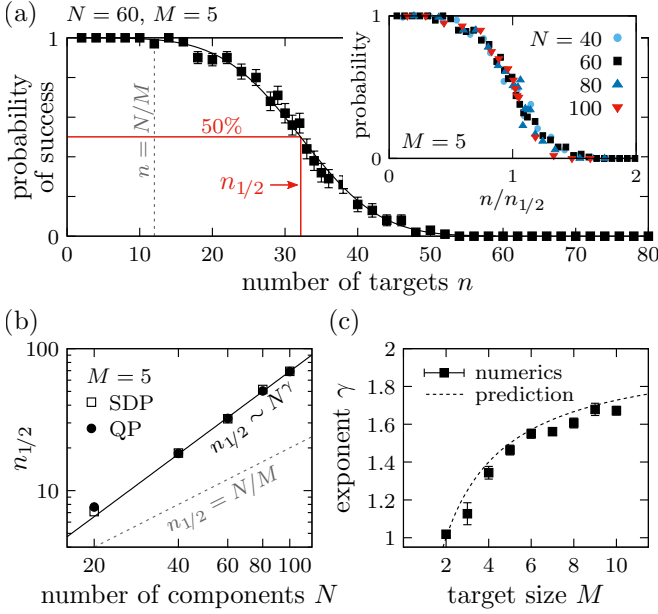 (a) N = 60, M = 5
probability of success
1
0
n = N/M
50%
n1/2
0 10 20 30 40 50 60 70 80
number of targets n
probability
1
0
N = 40
60
80
100
M = 5
0 1 2
n/n1/2
(b)
n1/2
100
10
M = 5
SDP
QP
n1/2 ∼ Nγ
n1/2 = N/M
20 40 60 80 100
number of components N
(c)
exponent γ
2
1.8
1.6
1.4
1.2
1
numerics
prediction
2 4 6 8 10
target size M